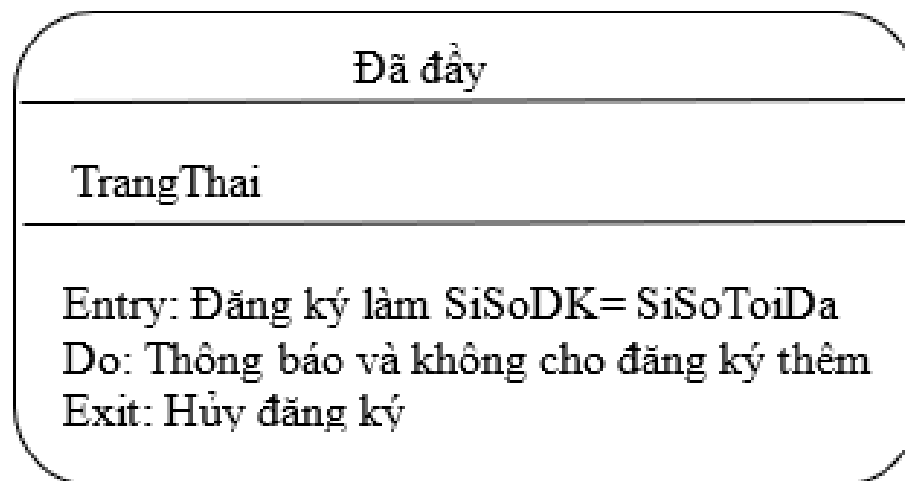 Đã đầy
TrangThai
Entry: Đăng ký làm SiSoDK= SiSoToiDa
Do: Thông báo và không cho đăng ký thêm
Exit: Hủy đăng ký